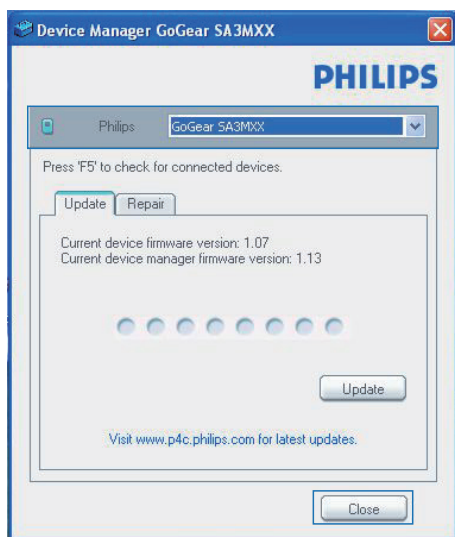 Device Manager GoGear SA3MXX
PHILIPS
Philips GoGear SA3MXX
Press 'F5' to check for connected devices.
Update Repair
Current device firmware version: 1.07
Current device manager firmware version: 1.13
Update
Visit www.p4c.philips.com for latest updates.
Close